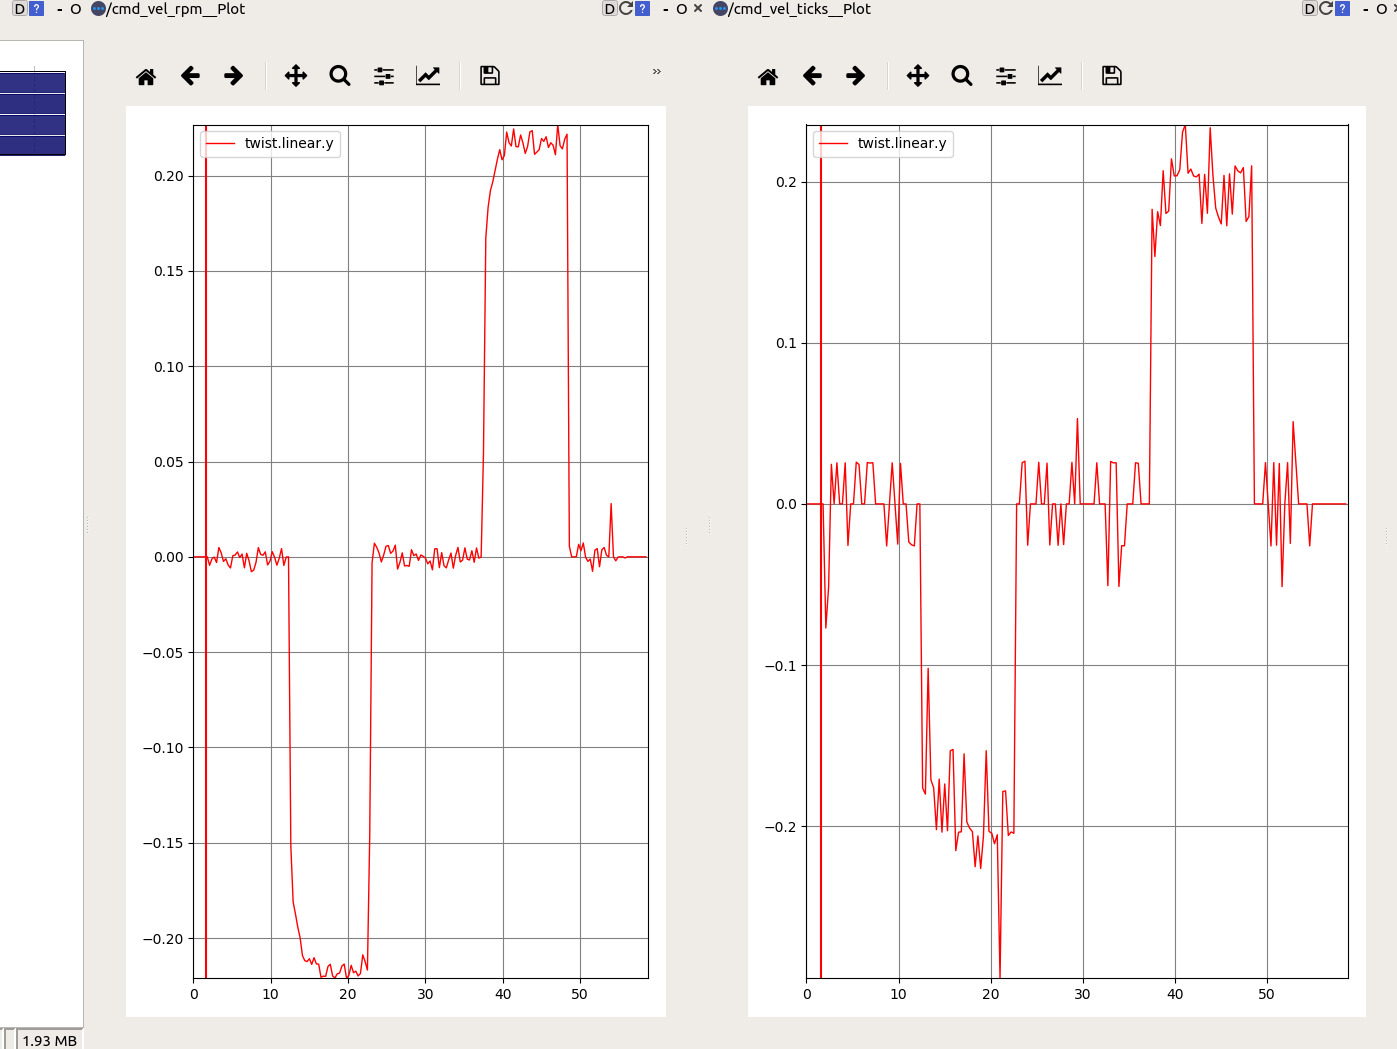 D ? - O /cmd_vel_rpm__Plot D ? - O × /cmd_vel_ticks__Plot D ? - O ×
»
twist.linear.y
0.20
0.15
0.10
0.05
0.00
−0.05
−0.10
−0.15
−0.20
0 10 20 30 40 50
twist.linear.y
0.2
0.1
0.0
−0.1
−0.2
0 10 20 30 40 50
1.93 MB